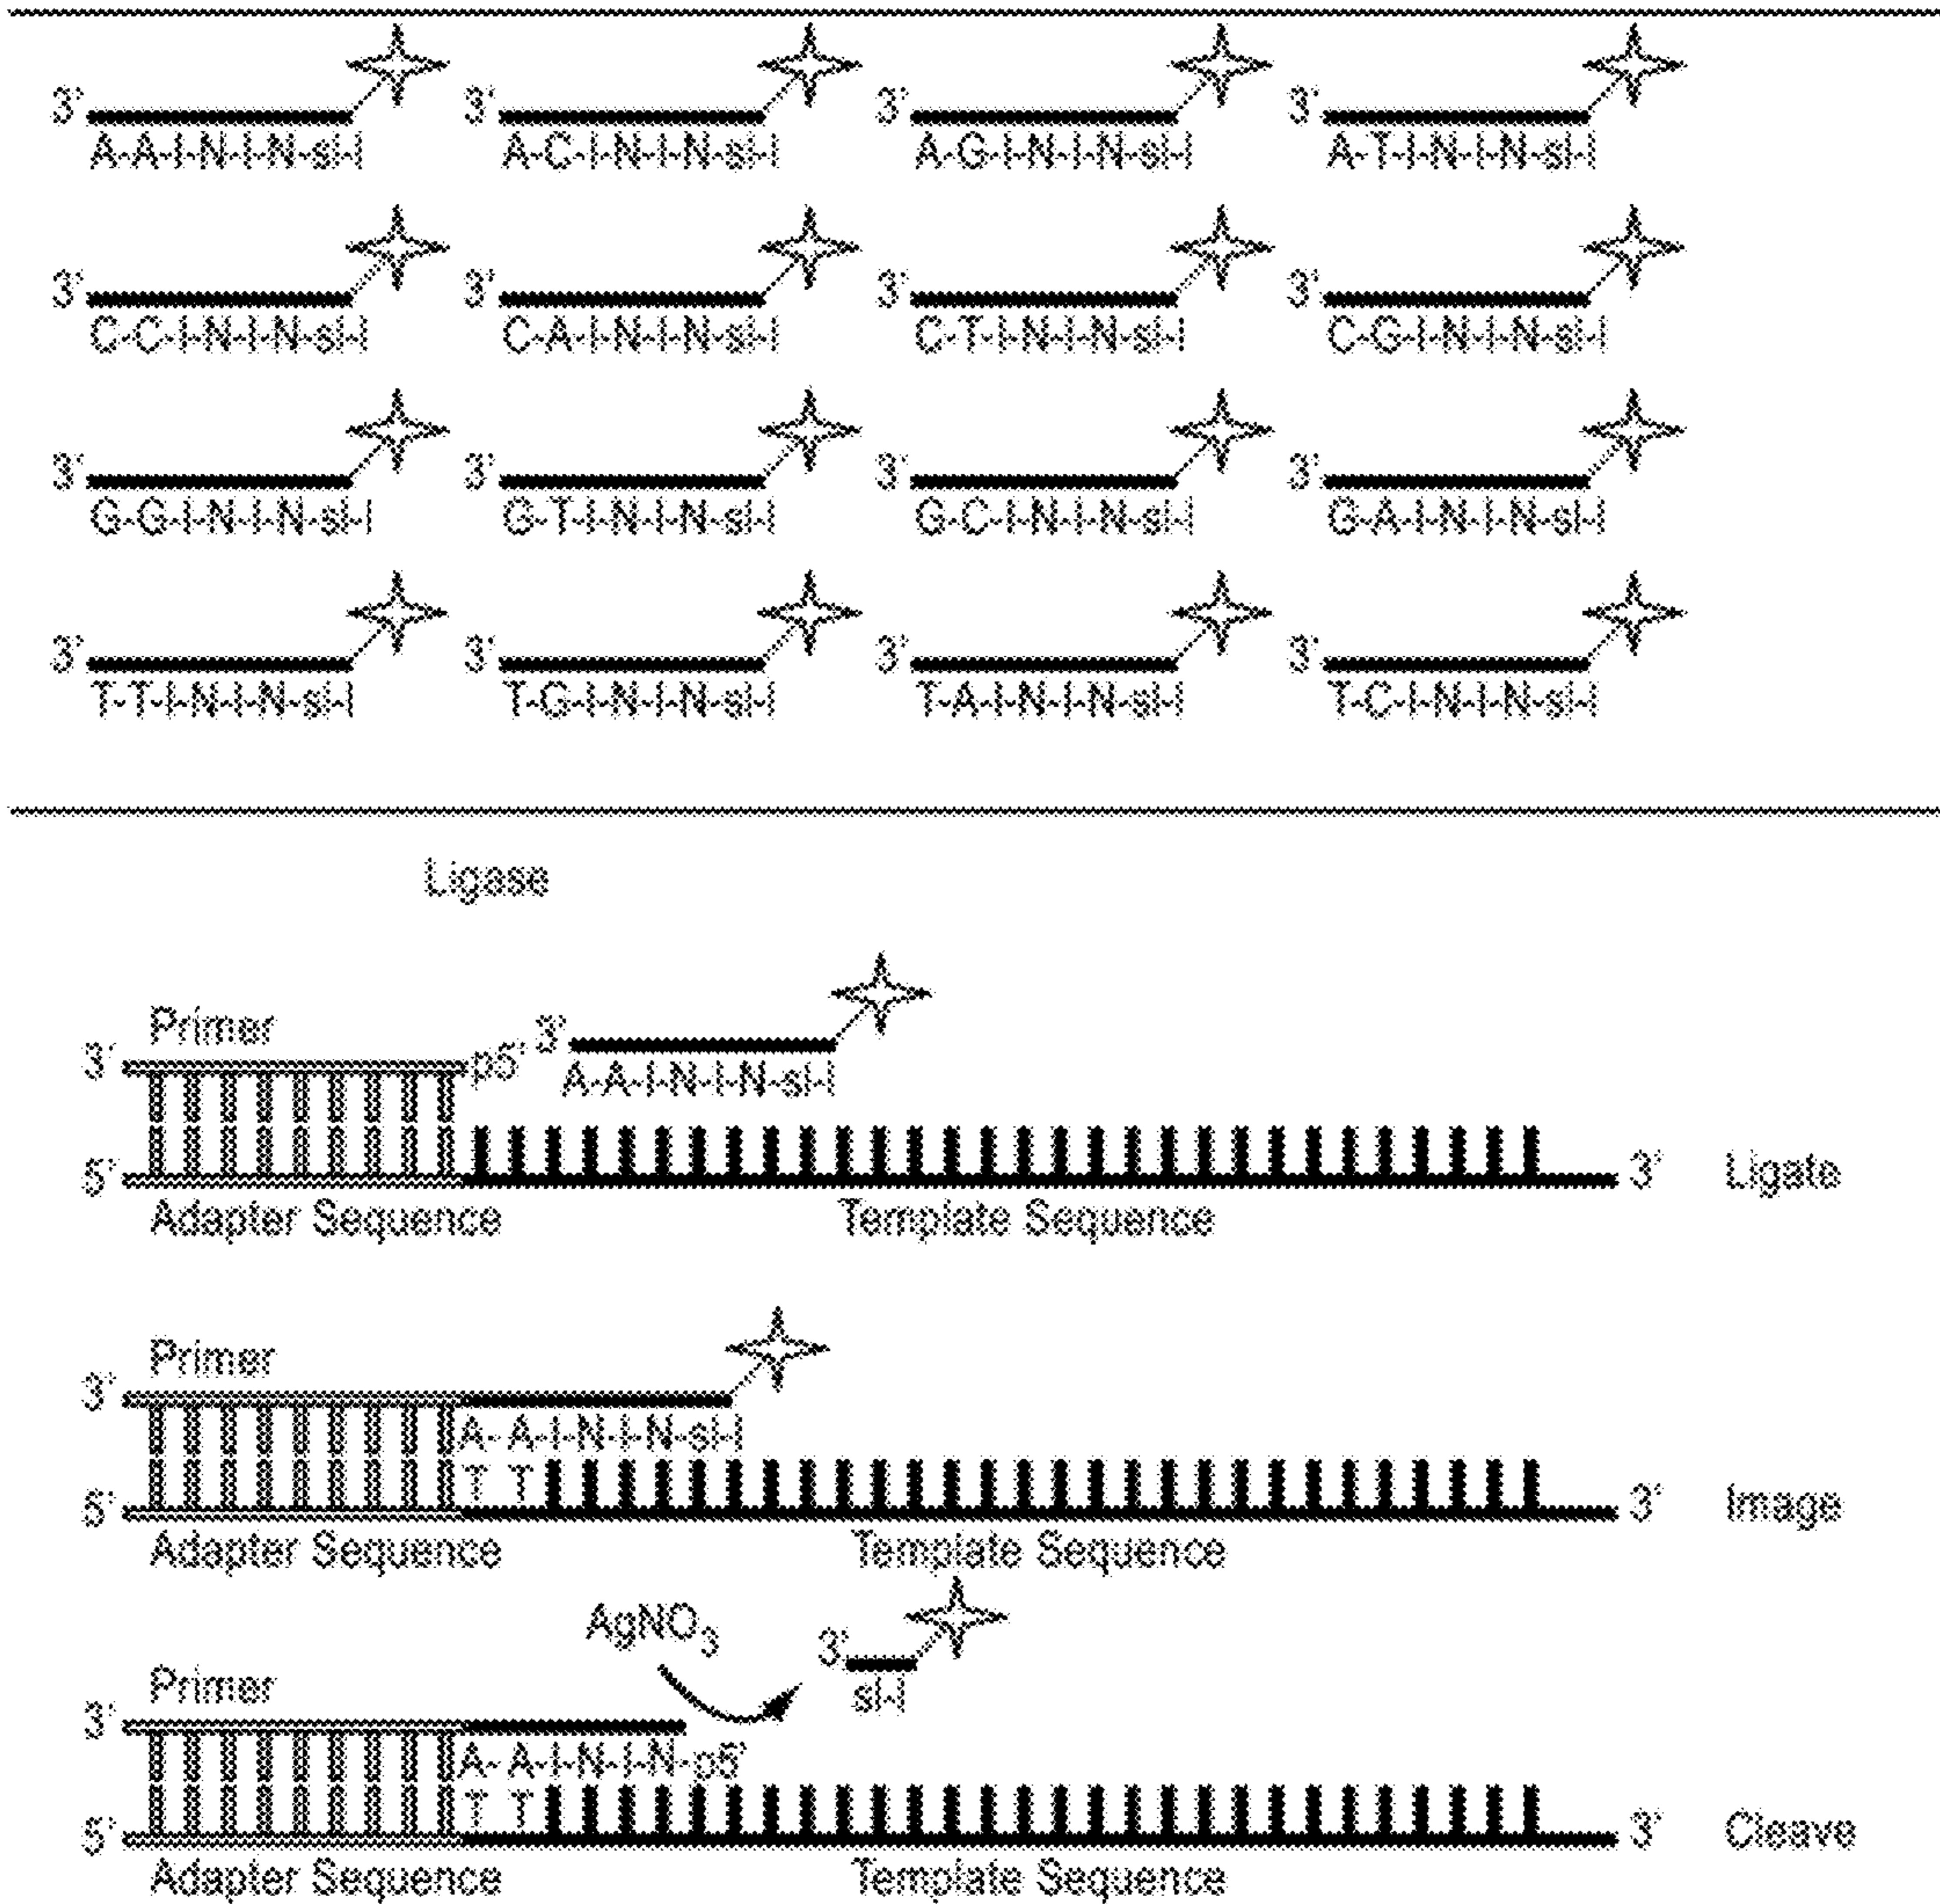 3' 3' 3' 3'
A-A-I-N-I-N-sI-I A-C-I-N-I-N-sI-I A-G-I-N-I-N-sI-I A-T-I-N-I-N-sI-I
3' 3' 3' 3'
C-C-I-N-I-N-sI-I C-A-I-N-I-N-sI-I C-T-I-N-I-N-sI-I C-G-I-N-I-N-sI-I
3' 3' 3' 3'
G-G-I-N-I-N-sI-I G-T-I-N-I-N-sI-I G-C-I-N-I-N-sI-I G-A-I-N-I-N-sI-I
3' 3' 3' 3'
T-T-I-N-I-N-sI-I T-G-I-N-I-N-sI-I T-A-I-N-I-N-sI-I T-C-I-N-I-N-sI-I
Ligase
Primer
3' p5' 3'
A-A-I-N-I-N-sI-I
5' 3' Ligate
Adapter Sequence Template Sequence
Primer
3'
A-A-I-N-I-N-sI-I
T T
5' 3' Image
Adapter Sequence Template Sequence
AgNO3
3'
sI-I
Primer
3'
A-A-I-N-I-N-p5'
T T
5' 3' Cleave
Adapter Sequence Template Sequence